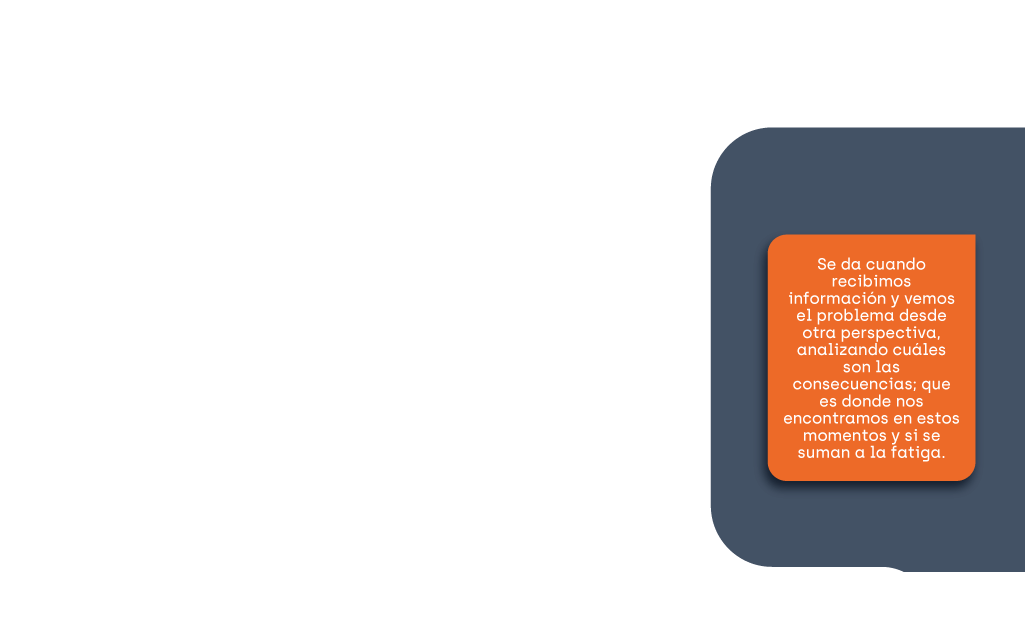 Se da cuando
recibimos
información y vemos
el problema desde
otra perspectiva,
analizando cuáles
son las
consecuencias; que
es donde nos
encontramos en estos
momentos y si se
suman a la fatiga.